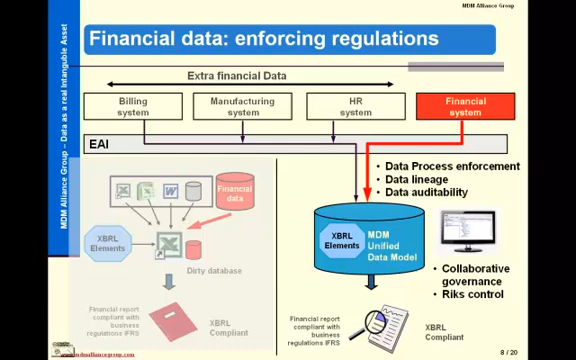 MDM Alliance Group
Financial data: enforcing regulations
MDM Alliance Group – Data as a real Intangible Asset
Extra financial Data
Billing
system
Manufacturing
system
HR
system
Financial
system
EAI
Data Process enforcement
Data lineage
Data auditability
Financial
data
XBRL
Elements
Dirty database
Financial report
compliant with
business
regulations IFRS
XBRL
Compliant
XBRL
Elements
MDM
Unified
Data Model
Collaborative
governance
Riks control
Financial report
compliant with
business
regulations IFRS
XBRL
Compliant
www.mdmalliancegroup.com
8 / 20